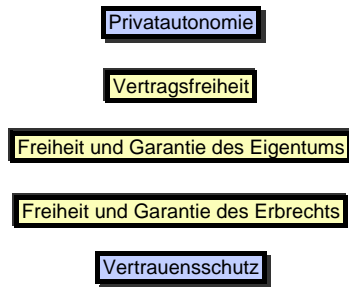 Privatautonomie
Vertragsfreiheit
Freiheit und Garantie des Eigentums
Freiheit und Garantie des Erbrechts
Vertrauensschutz